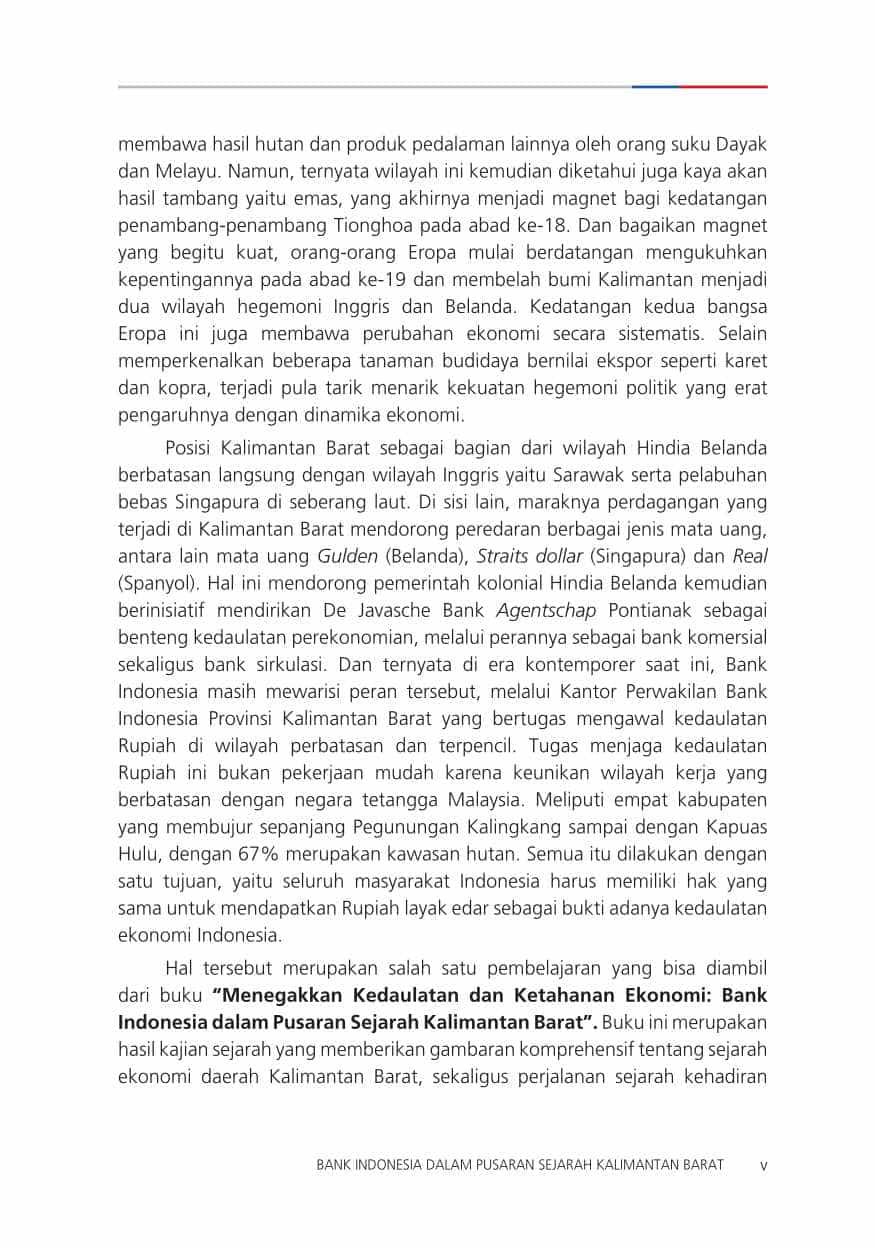 membawa hasil hutan dan produk pedalaman lainnya oleh orang suku Dayak
dan Melayu. Namun, ternyata wilayah ini kemudian diketahui juga kaya akan
hasil tambang yaitu emas, yang akhirnya menjadi magnet bagi kedatangan
penambang-penambang Tionghoa pada abad ke-18. Dan bagaikan magnet
yang begitu kuat, orang-orang Eropa mulai berdatangan mengukuhkan
kepentingannya pada abad ke-19 dan membelah bumi Kalimantan menjadi
dua wilayah hegemoni Inggris dan Belanda. Kedatangan kedua bangsa
Eropa ini juga membawa perubahan ekonomi secara sistematis. Selain
memperkenalkan beberapa tanaman budidaya bernilai ekspor seperti karet
dan kopra, terjadi pula tarik menarik kekuatan hegemoni politik yang erat
pengaruhnya dengan dinamika ekonomi.
Posisi Kalimantan Barat sebagai bagian dari wilayah Hindia Belanda
berbatasan langsung dengan wilayah Inggris yaitu Sarawak serta pelabuhan
bebas Singapura di seberang laut. Di sisi lain, maraknya perdagangan yang
terjadi di Kalimantan Barat mendorong peredaran berbagai jenis mata uang,
antara lain mata uang Gulden (Belanda), Straits dollar (Singapura) dan Real
(Spanyol). Hal ini mendorong pemerintah kolonial Hindia Belanda kemudian
berinisiatif mendirikan De Javasche Bank Agentschap Pontianak sebagai
benteng kedaulatan perekonomian, melalui perannya sebagai bank komersial
sekaligus bank sirkulasi. Dan ternyata di era kontemporer saat ini, Bank
Indonesia masih mewarisi peran tersebut, melalui Kantor Perwakilan Bank
Indonesia Provinsi Kalimantan Barat yang bertugas mengawal kedaulatan
Rupiah di wilayah perbatasan dan terpencil. Tugas menjaga kedaulatan
Rupiah ini bukan pekerjaan mudah karena keunikan wilayah kerja yang
berbatasan dengan negara tetangga Malaysia. Meliputi empat kabupaten
yang membujur sepanjang Pegunungan Kalingkang sampai dengan Kapuas
Hulu, dengan 67% merupakan kawasan hutan. Semua itu dilakukan dengan
satu tujuan, yaitu seluruh masyarakat Indonesia harus memiliki hak yang
sama untuk mendapatkan Rupiah layak edar sebagai bukti adanya kedaulatan
ekonomi Indonesia.
Hal tersebut merupakan salah satu pembelajaran yang bisa diambil
dari buku “Menegakkan Kedaulatan dan Ketahanan Ekonomi: Bank
Indonesia dalam Pusaran Sejarah Kalimantan Barat”. Buku ini merupakan
hasil kajian sejarah yang memberikan gambaran komprehensif tentang sejarah
ekonomi daerah Kalimantan Barat, sekaligus perjalanan sejarah kehadiran
BANK INDONESIA DALAM PUSARAN SEJARAH KALIMANTAN BARAT v